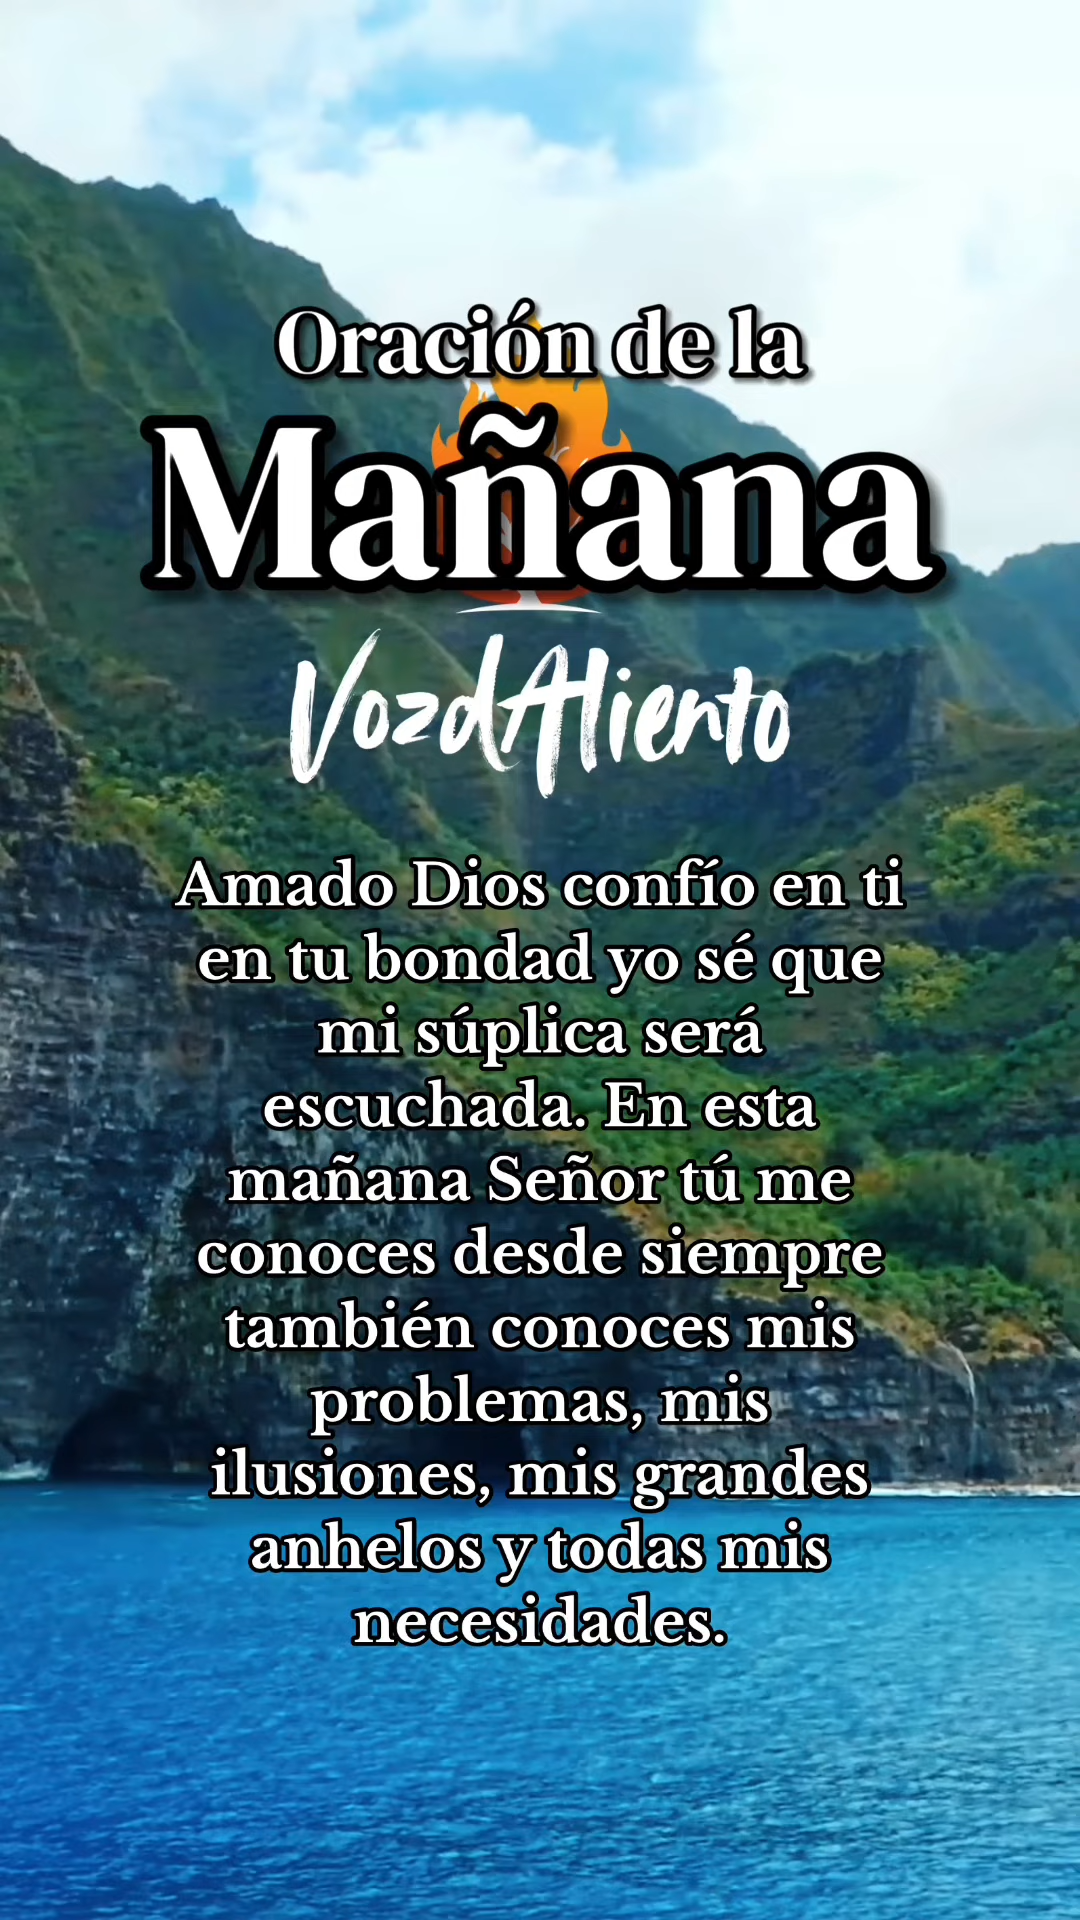 Oración de la
Mañana
VozdAliento
Amado Dios confío en ti
en tu bondad yo sé que
mi súplica será
escuchada. En esta
mañana Señor tú me
conoces desde siempre
también conoces mis
problemas, mis
ilusiones, mis grandes
anhelos y todas mis
necesidades.